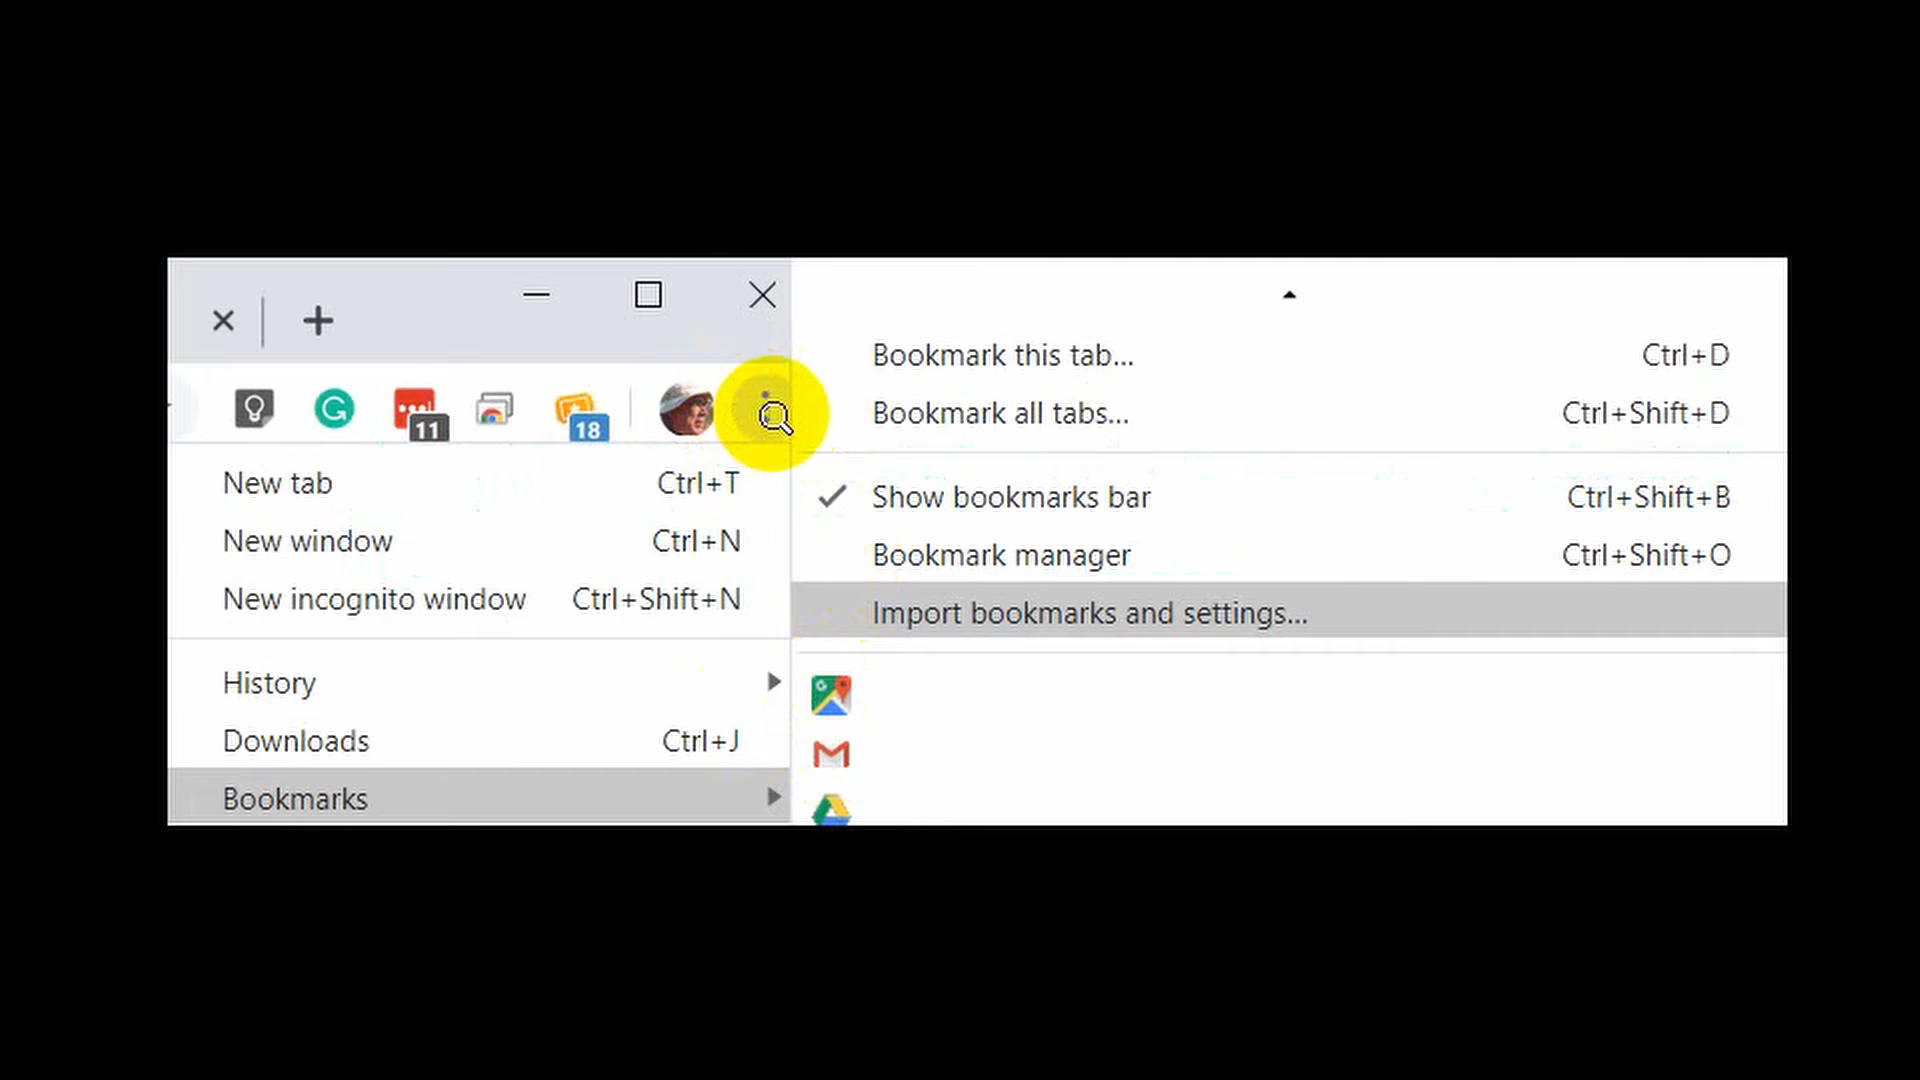 11
18
New tab Ctrl+T
New window Ctrl+N
New incognito window Ctrl+Shift+N
History
Downloads Ctrl+J
Bookmarks
Bookmark this tab... Ctrl+D
Bookmark all tabs... Ctrl+Shift+D
Show bookmarks bar Ctrl+Shift+B
Bookmark manager Ctrl+Shift+O
Import bookmarks and settings...